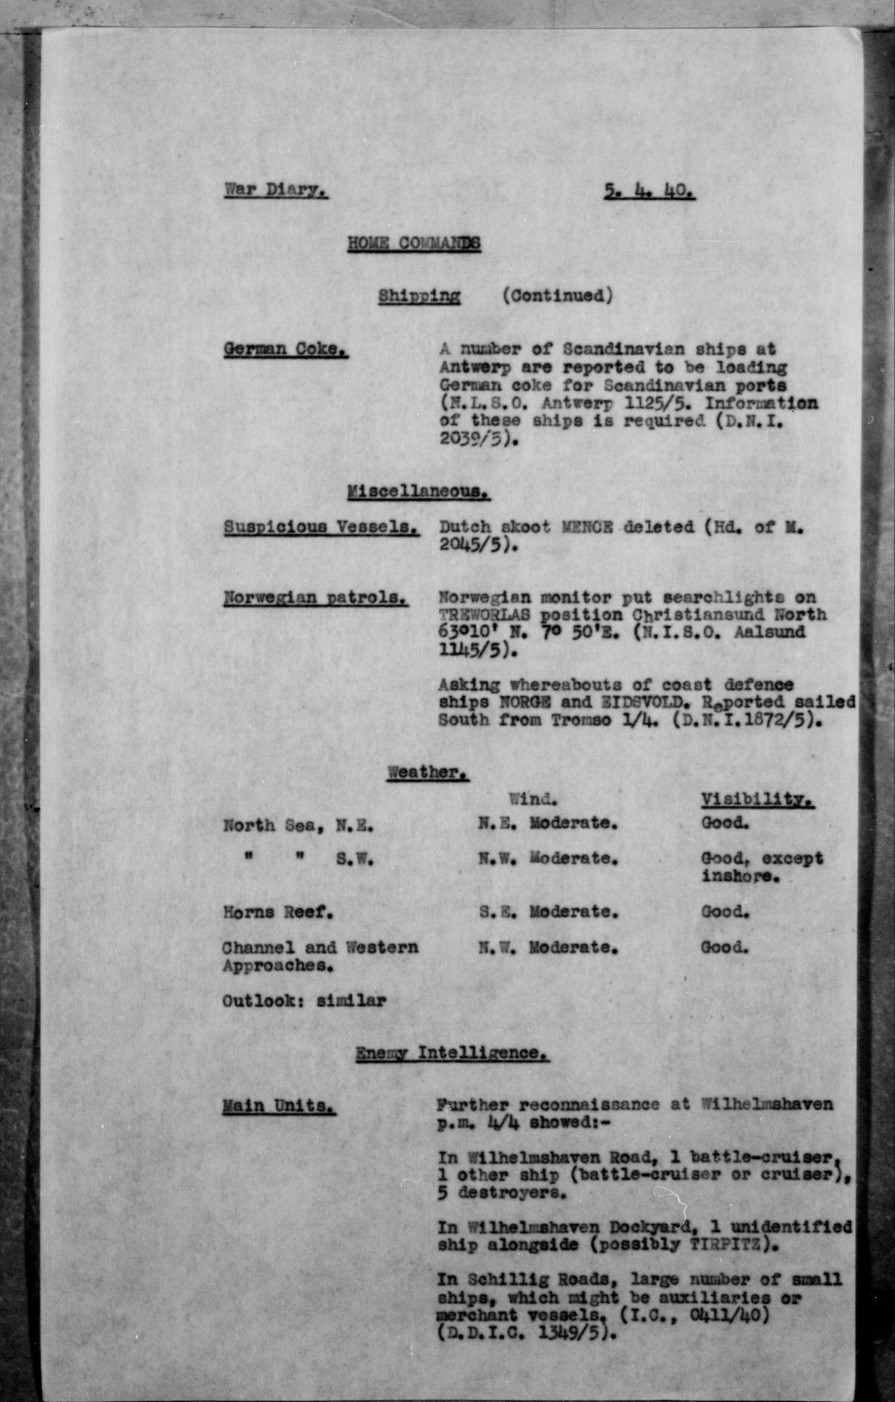 War Diary. 5. 4. 40.
HOME COMMANDS
Shipping (Continued)
German Coke. A number of Scandinavian ships at
Antwerp are reported to be loading
German coke for Scandinavian ports
(N.L.S.O. Antwerp 1125/5. Information
of these ships is required (D.N.I.
2039/5).
Miscellaneous.
Suspicious Vessels. Dutch skoot MENCE deleted (Hd. of M.
2045/5).
Norwegian patrols. Norwegian monitor put searchlights on
TREWORLAS position Christiansund North
63°10' N. 7° 50'E. (N.I.S.O. Aalsund
1145/5).
Asking whereabouts of coast defence
ships NORGE and EIDSVOLD. Reported sailed
South from Tromso 1/4. (D.N.I.1872/5).
Weather.
Wind. Visibility.
North Sea, N.E. N.E. Moderate. Good.
" " S.W. N.W. Moderate. Good, except
inshore.
Horns Reef. S.E. Moderate. Good.
Channel and Western N.W. Moderate. Good.
Approaches.
Outlook: similar
Enemy Intelligence.
Main Units. Further reconnaissance at Wilhelmshaven
p.m. 4/4 showed:-
In Wilhelmshaven Road, 1 battle-cruiser,
1 other ship (battle-cruiser or cruiser),
5 destroyers.
In Wilhelmshaven Dockyard, 1 unidentified
ship alongside (possibly TIRPITZ).
In Schillig Roads, large number of small
ships, which might be auxiliaries or
merchant vessels. (I.C., 0411/40)
(D.D.I.C. 1349/5).